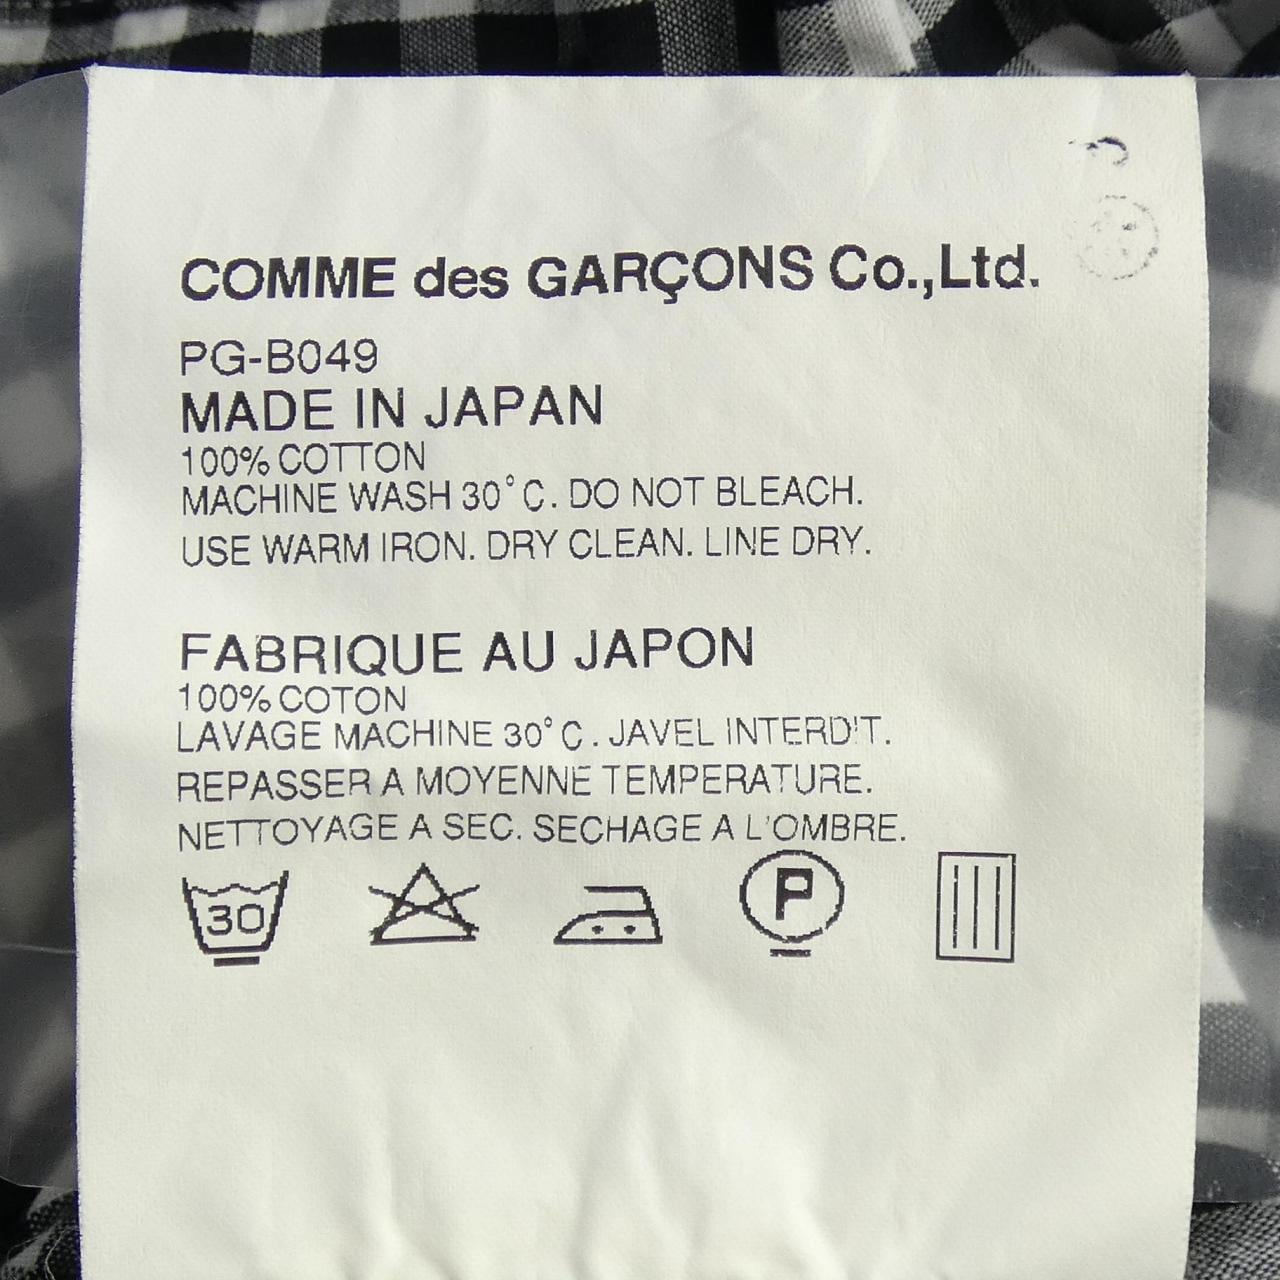 COMME des GARÇONS Co.,Ltd.
PG-B049
MADE IN JAPAN
100% COTTON
MACHINE WASH 30°C. DO NOT BLEACH.
USE WARM IRON. DRY CLEAN. LINE DRY.
FABRIQUE AU JAPON
100% COTON
LAVAGE MACHINE 30°C. JAVEL INTERDIT.
REPASSER A MOYENNE TEMPERATURE.
NETTOYAGE A SEC. SECHAGE A L'OMBRE.
30 P